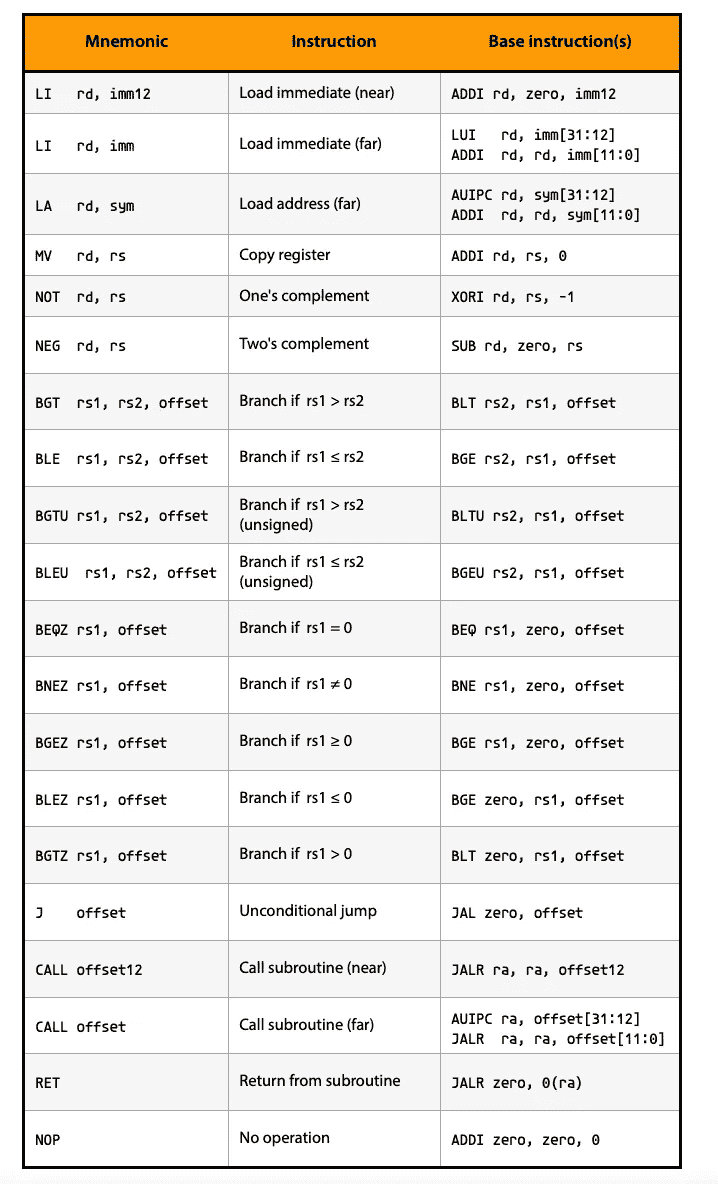 Mnemonic Instruction Base instruction(s)
LI rd, imm12 Load immediate (near) ADDI rd, zero, imm12
LI rd, imm Load immediate (far) LUI rd, imm[31:12]
ADDI rd, rd, imm[11:0]
LA rd, sym Load address (far) AUIPC rd, sym[31:12]
ADDI rd, rd, sym[11:0]
MV rd, rs Copy register ADDI rd, rs, 0
NOT rd, rs One's complement XORI rd, rs, -1
NEG rd, rs Two's complement SUB rd, zero, rs
BGT rs1, rs2, offset Branch if rs1 > rs2 BLT rs2, rs1, offset
BLE rs1, rs2, offset Branch if rs1 ≤ rs2 BGE rs2, rs1, offset
BGTU rs1, rs2, offset Branch if rs1 > rs2
(unsigned) BLTU rs2, rs1, offset
BLEU rs1, rs2, offset Branch if rs1 ≤ rs2
(unsigned) BGEU rs2, rs1, offset
BEQZ rs1, offset Branch if rs1 = 0 BEQ rs1, zero, offset
BNEZ rs1, offset Branch if rs1 ≠ 0 BNE rs1, zero, offset
BGEZ rs1, offset Branch if rs1 ≥ 0 BGE rs1, zero, offset
BLEZ rs1, offset Branch if rs1 ≤ 0 BGE zero, rs1, offset
BGTZ rs1, offset Branch if rs1 > 0 BLT zero, rs1, offset
J offset Unconditional jump JAL zero, offset
CALL offset12 Call subroutine (near) JALR ra, ra, offset12
CALL offset Call subroutine (far) AUIPC ra, offset[31:12]
JALR ra, ra, offset[11:0]
RET Return from subroutine JALR zero, 0(ra)
NOP No operation ADDI zero, zero, 0